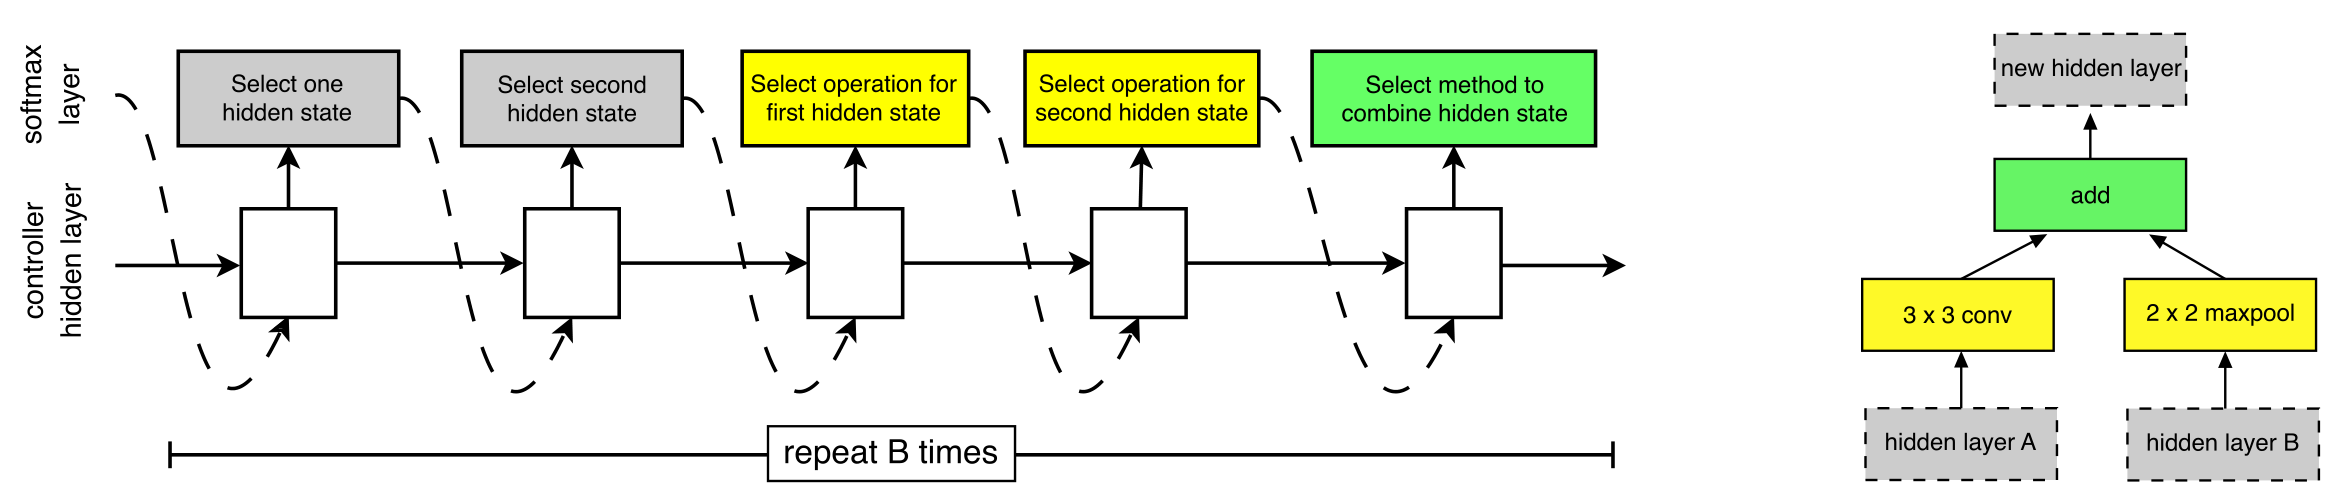 softmax
layer
controller
hidden layer
Select one
hidden state
Select second
hidden state
Select operation for
first hidden state
Select operation for
second hidden state
Select method to
combine hidden state
repeat B times
new hidden layer
add
3 x 3 conv
2 x 2 maxpool
hidden layer A
hidden layer B